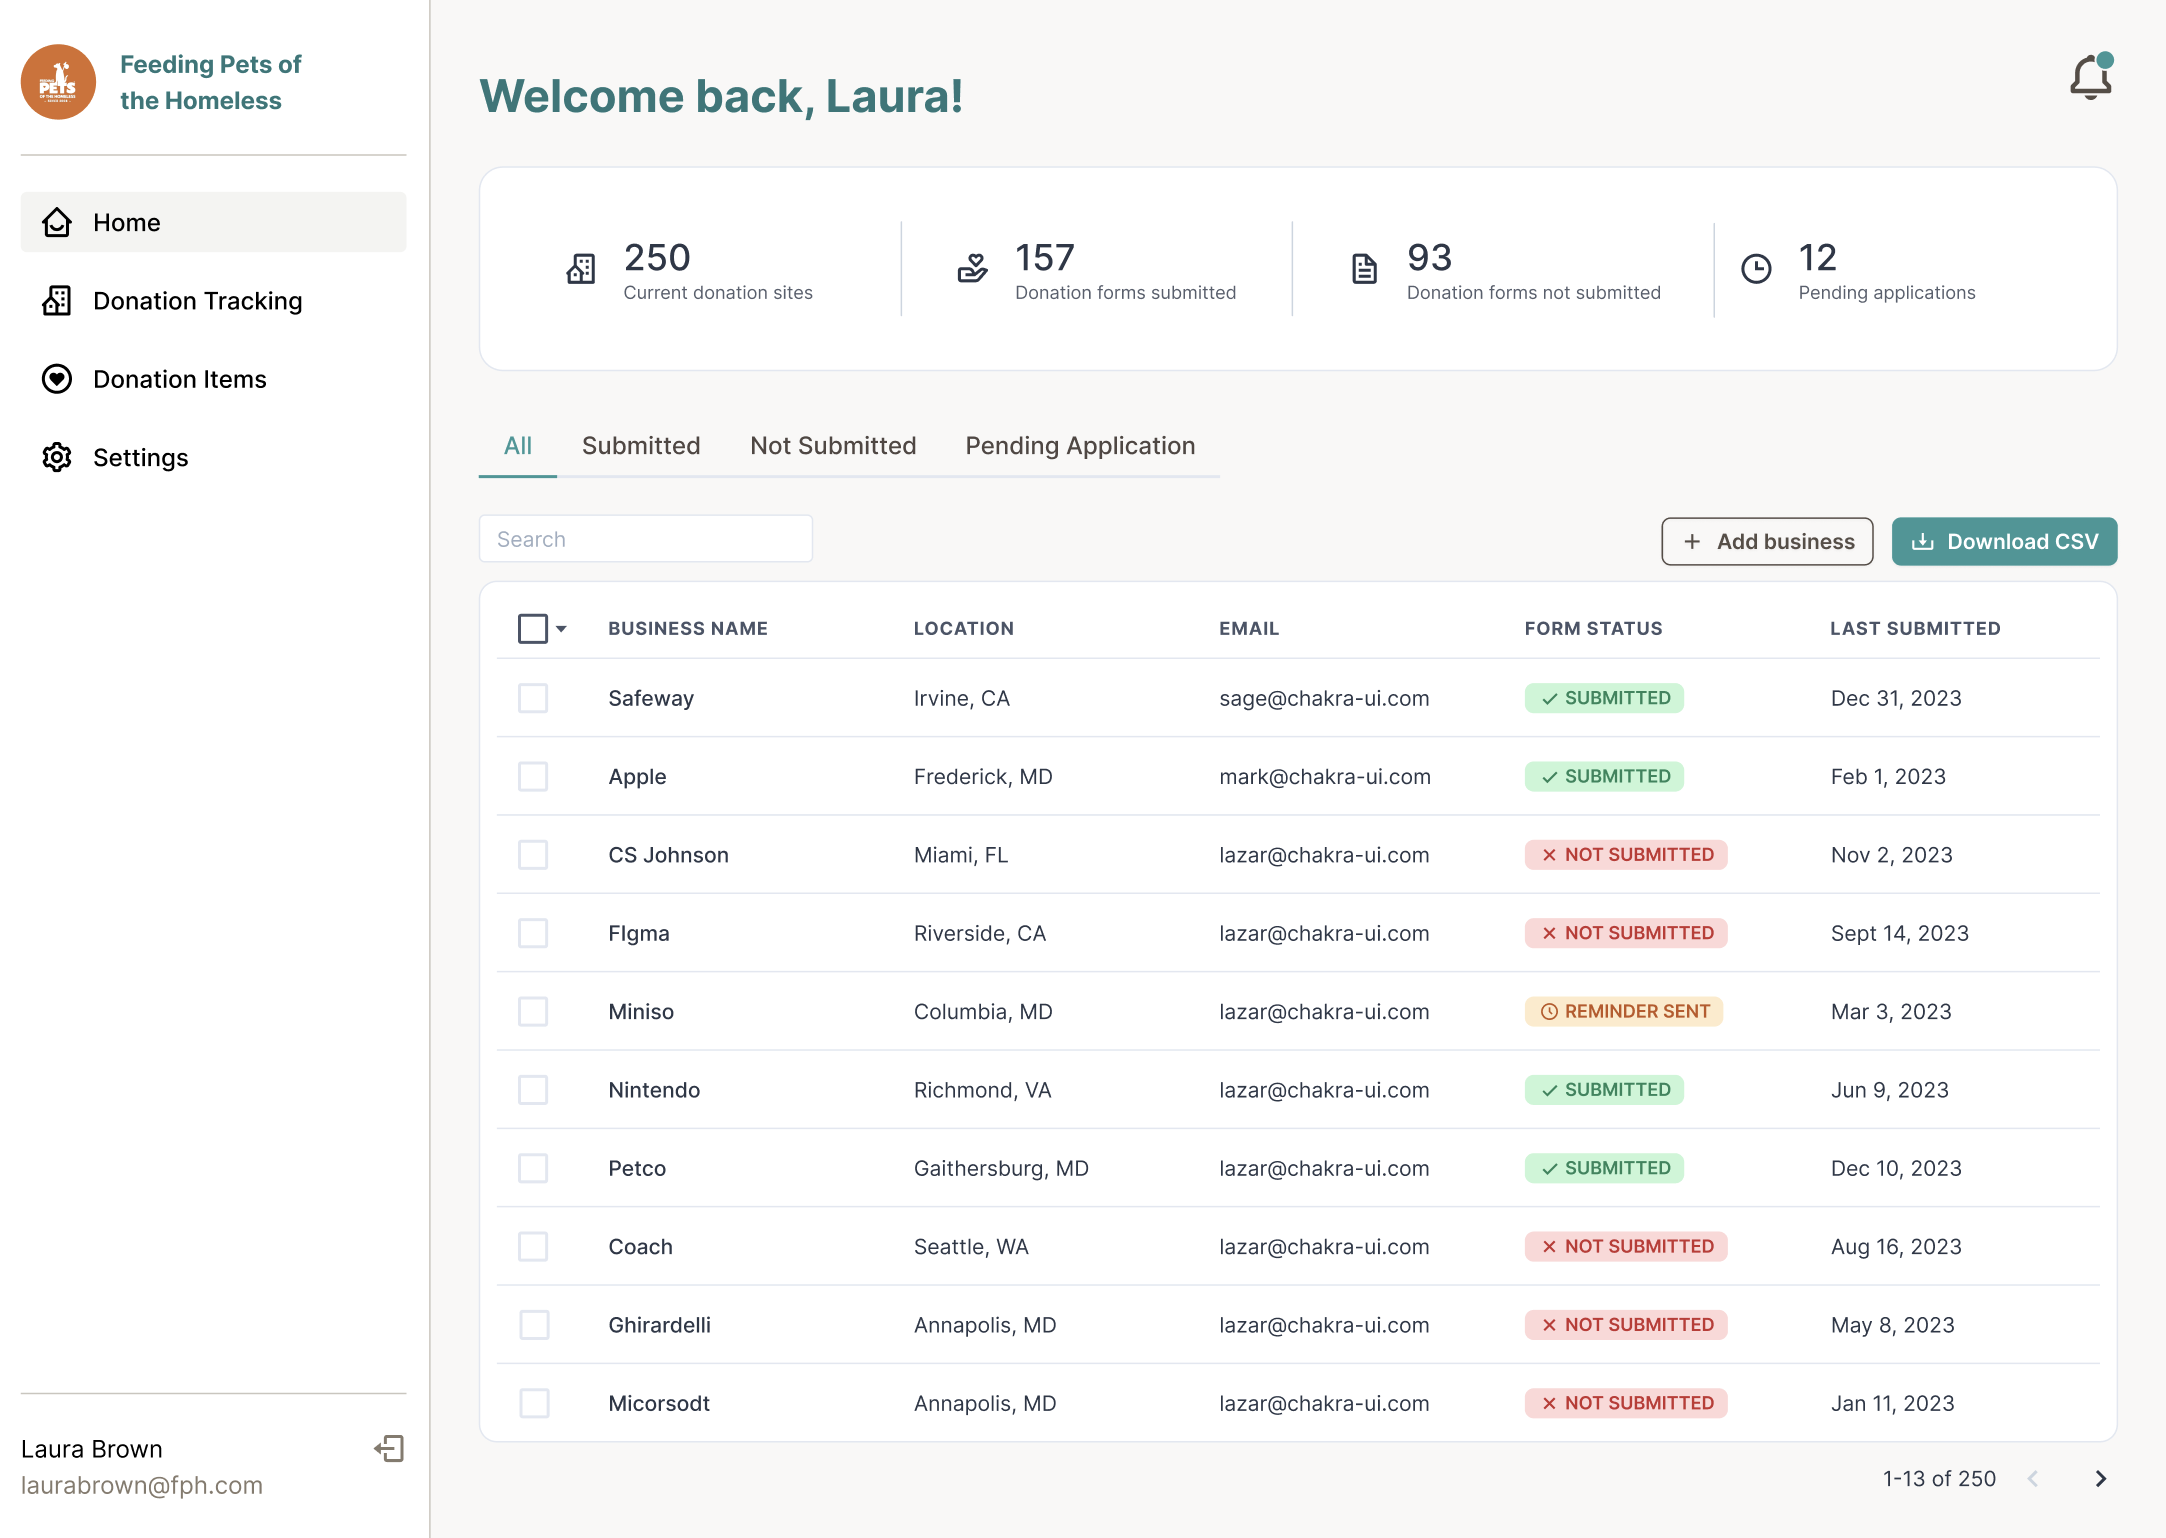 FEEDING
PETS
OF THE HOMELESS
Feeding Pets of
the Homeless
Home
Donation Tracking
Donation Items
Settings
Laura Brown
laurabrown@fph.com
Welcome back, Laura!
250
Current donation sites
157
Donation forms submitted
93
Donation forms not submitted
12
Pending applications
All Submitted Not Submitted Pending Application
Search
+ Add business
Download CSV
BUSINESS NAME LOCATION EMAIL FORM STATUS LAST SUBMITTED
Safeway Irvine, CA sage@chakra-ui.com SUBMITTED Dec 31, 2023
Apple Frederick, MD mark@chakra-ui.com SUBMITTED Feb 1, 2023
CS Johnson Miami, FL lazar@chakra-ui.com NOT SUBMITTED Nov 2, 2023
FIgma Riverside, CA lazar@chakra-ui.com NOT SUBMITTED Sept 14, 2023
Miniso Columbia, MD lazar@chakra-ui.com REMINDER SENT Mar 3, 2023
Nintendo Richmond, VA lazar@chakra-ui.com SUBMITTED Jun 9, 2023
Petco Gaithersburg, MD lazar@chakra-ui.com SUBMITTED Dec 10, 2023
Coach Seattle, WA lazar@chakra-ui.com NOT SUBMITTED Aug 16, 2023
Ghirardelli Annapolis, MD lazar@chakra-ui.com NOT SUBMITTED May 8, 2023
Micorsodt Annapolis, MD lazar@chakra-ui.com NOT SUBMITTED Jan 11, 2023
1-13 of 250